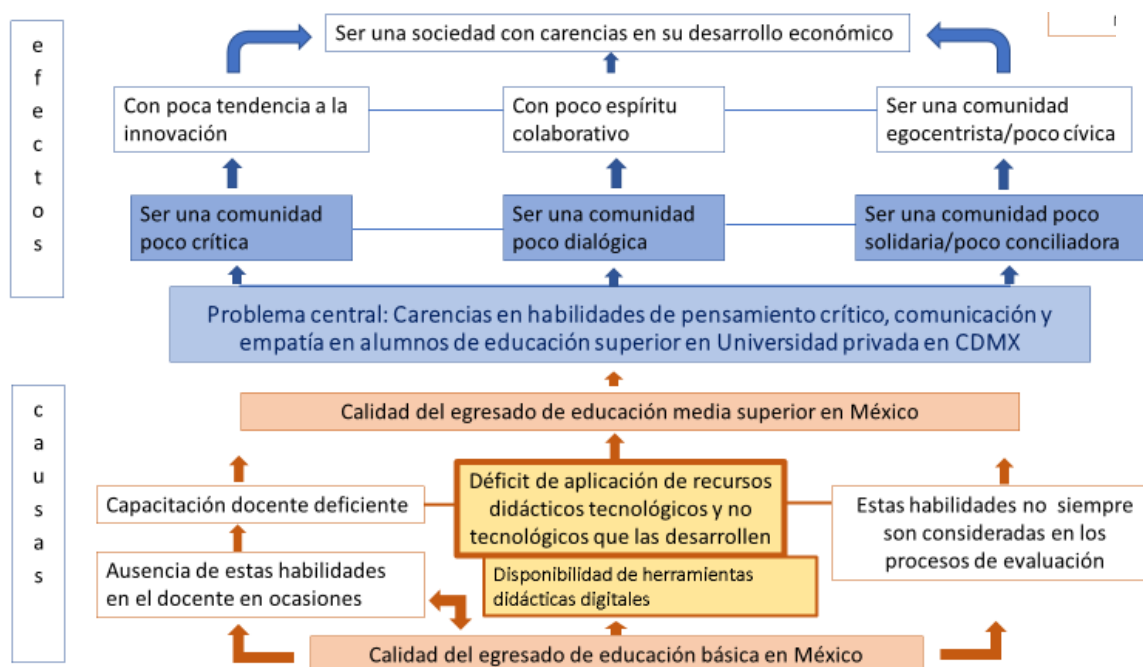 efectos
Ser una sociedad con carencias en su desarrollo económico
Con poca tendencia a la
innovación
Con poco espíritu
colaborativo
Ser una comunidad
egocentrista/poco cívica
Ser una comunidad
poco crítica
Ser una comunidad
poco dialógica
Ser una comunidad poco
solidaria/poco conciliadora
Problema central: Carencias en habilidades de pensamiento crítico, comunicación y
empatía en alumnos de educación superior en Universidad privada en CDMX
causas
Calidad del egresado de educación media superior en México
Capacitación docente deficiente
Déficit de aplicación de recursos
didácticos tecnológicos y no
tecnológicos que las desarrollen
Estas habilidades no siempre
son consideradas en los
procesos de evaluación
Ausencia de estas habilidades
en el docente en ocasiones
Disponibilidad de herramientas
didácticas digitales
Calidad del egresado de educación básica en México